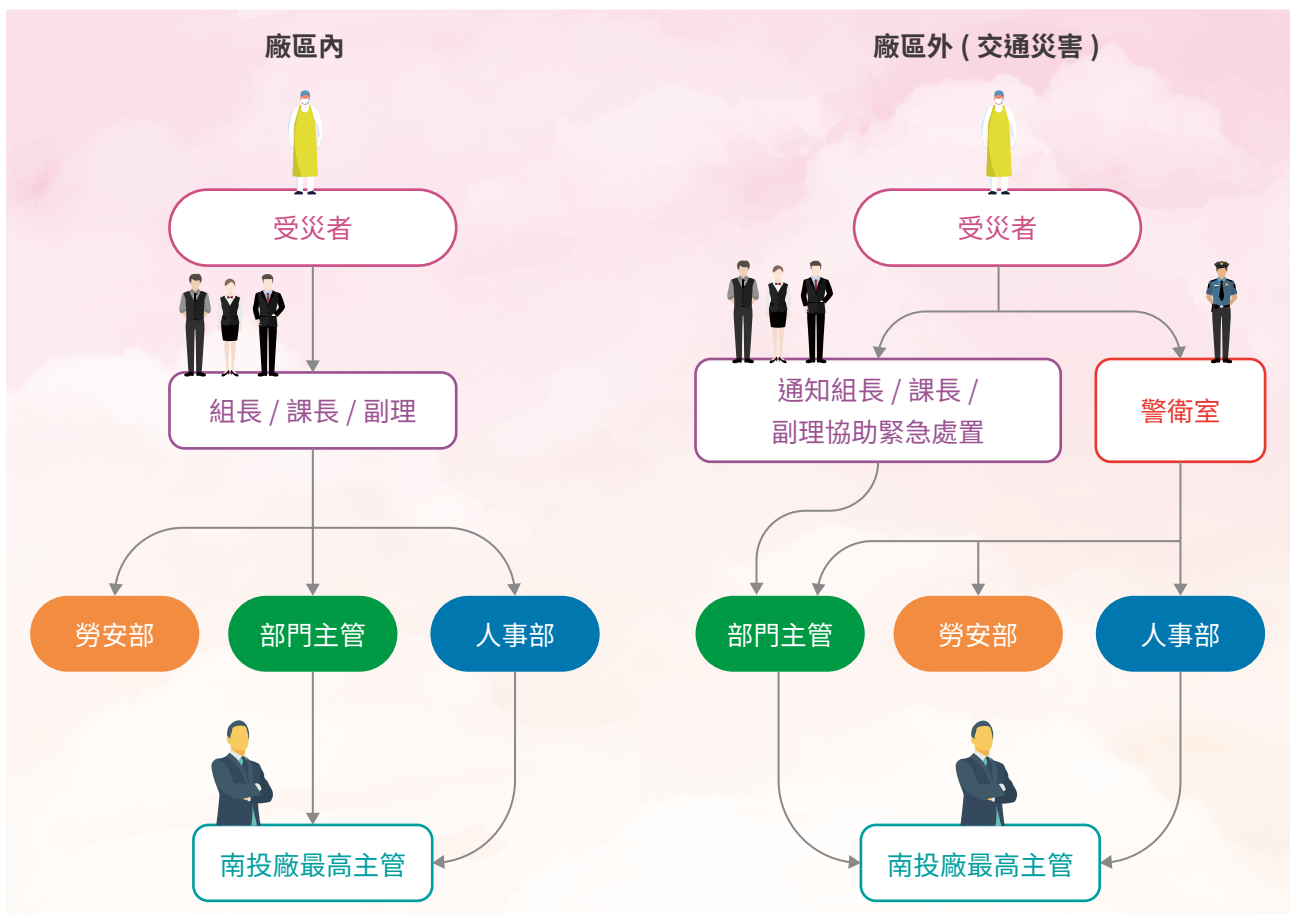 廠區內
受災者
組長 / 課長 / 副理
勞安部
部門主管
人事部
南投廠最高主管
廠區外 ( 交通災害 )
受災者
通知組長 / 課長 /
副理協助緊急處置
警衛室
部門主管
勞安部
人事部
南投廠最高主管